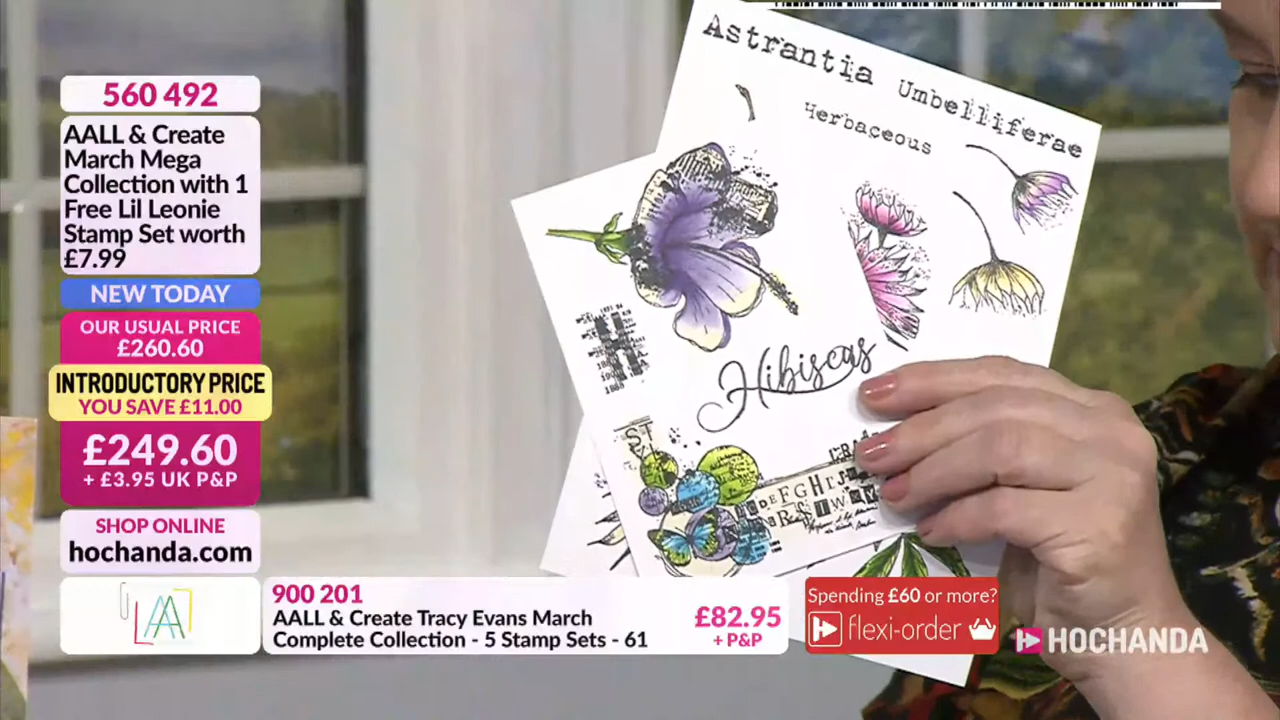 560 492
AALL & Create
March Mega
Collection with 1
Free Lil Leonie
Stamp Set worth
£7.99
NEW TODAY
OUR USUAL PRICE
£260.60
INTRODUCTORY PRICE
YOU SAVE £11.00
£249.60
+ £3.95 UK P&P
SHOP ONLINE
hochanda.com
Astrantia Umbelliferae
Herbaceous
H
Hibiscus
ST
900 201
AALL & Create Tracy Evans March
Complete Collection - 5 Stamp Sets - 61
£82.95
+ P&P
Spending £60 or more?
flexi-order
HOCHANDA